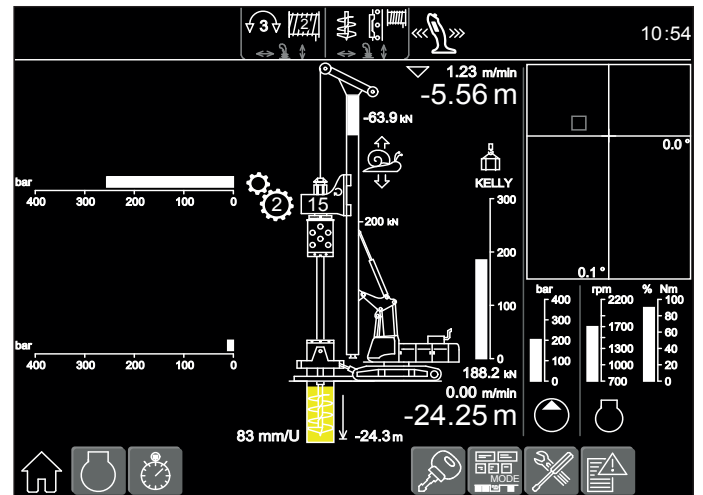 3 2 10:54
1.23 m/min
-5.56 m
-63.9 kN
0.0 °
bar KELLY
400 300 200 100 0
2 15
300
-200 kN
200
100
0
0.1 °
bar rpm % Nm
400 2200 100
300 1700 80
60
200 1300 40
100 1000 20
0 700 0
bar
400 300 200 100 0
188.2 kN
0.00 m/min
-24.25 m
83 mm/U -24.3 m
MODE